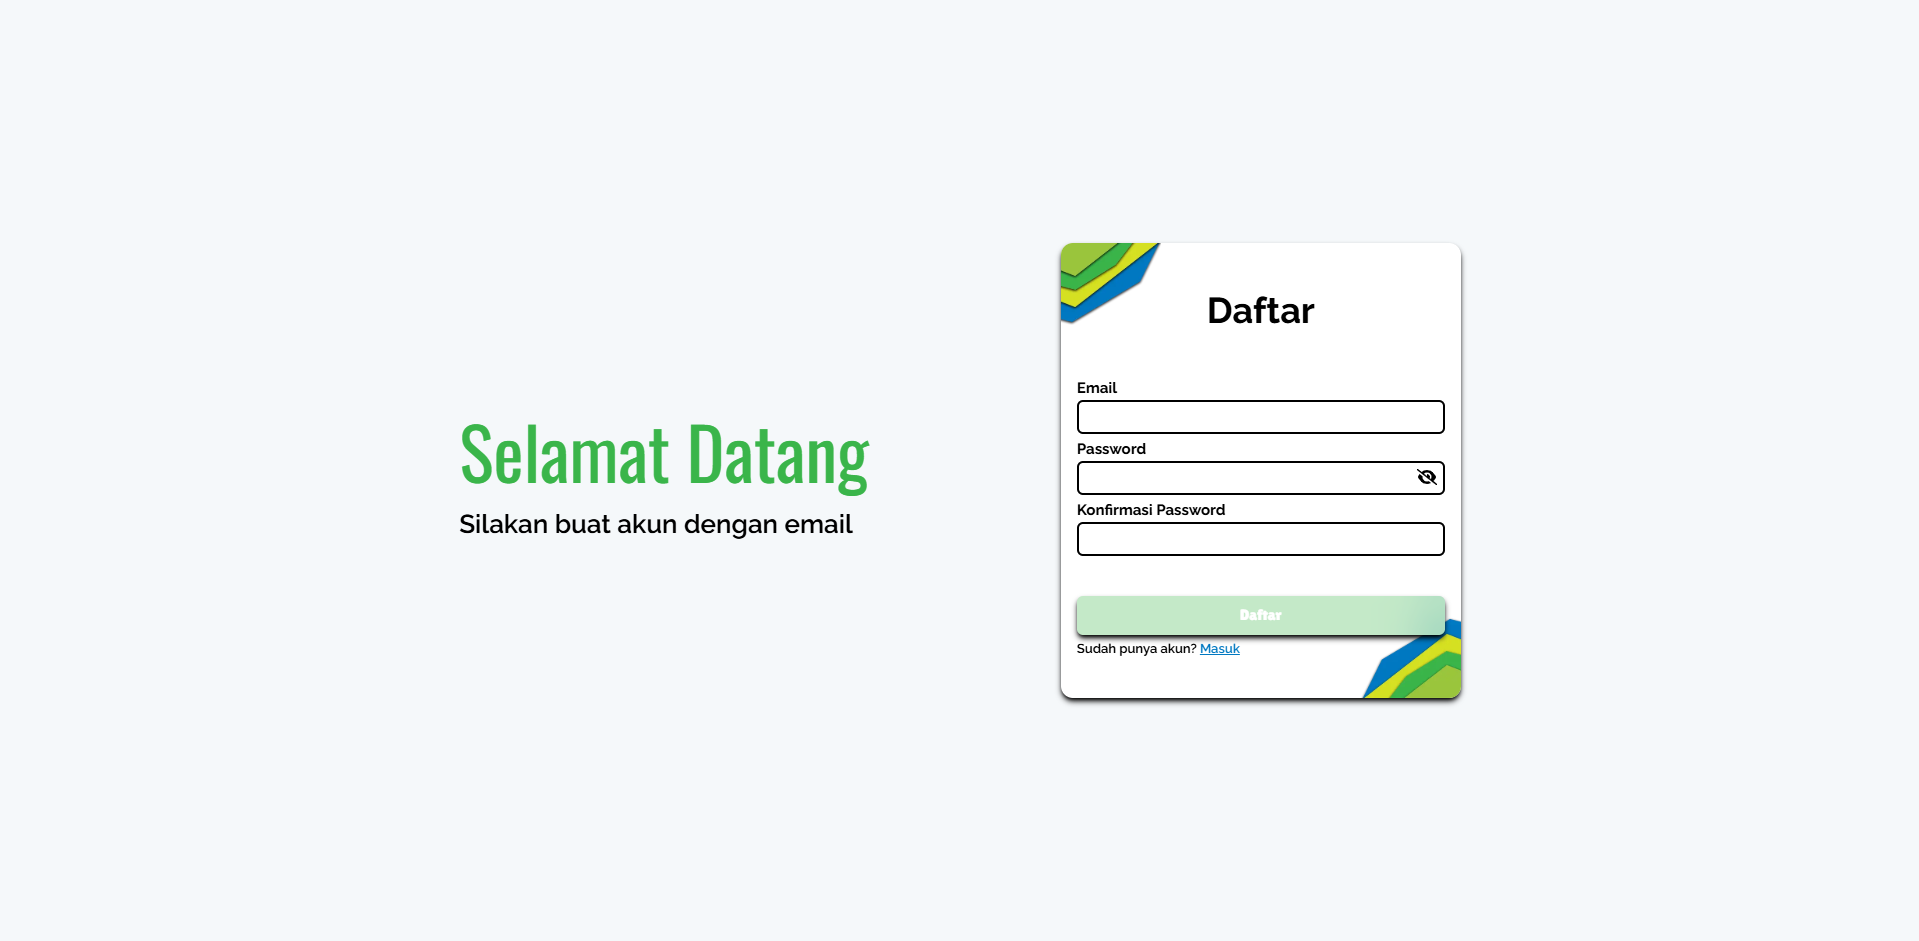 Selamat Datang
Silakan buat akun dengan email
Daftar
Email
Password
Konfirmasi Password
Daftar
Sudah punya akun? Masuk